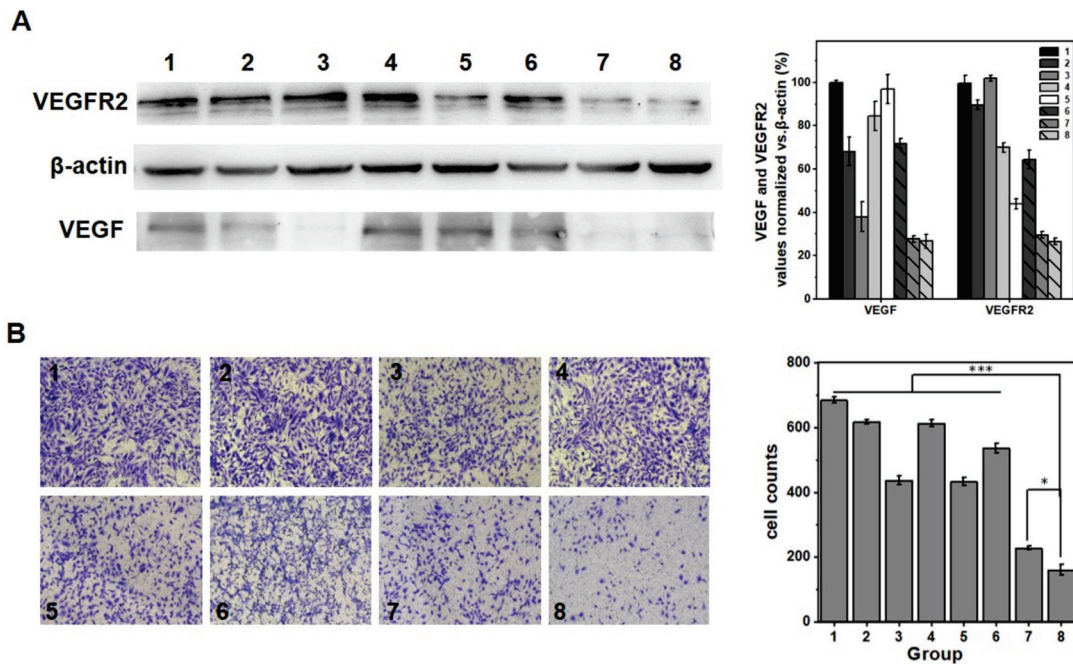 A
1 2 3 4 5 6 7 8
VEGFR2
β-actin
VEGF
VEGF and VEGFR2
values normalized vs.β-actin (%)
100
80
60
40
20
0
VEGF VEGFR2
1
2
3
4
5
6
7
8
B
1 2 3 4
5 6 7 8
cell counts
800
600
400
200
0
***
*
1 2 3 4 5 6 7 8
Group